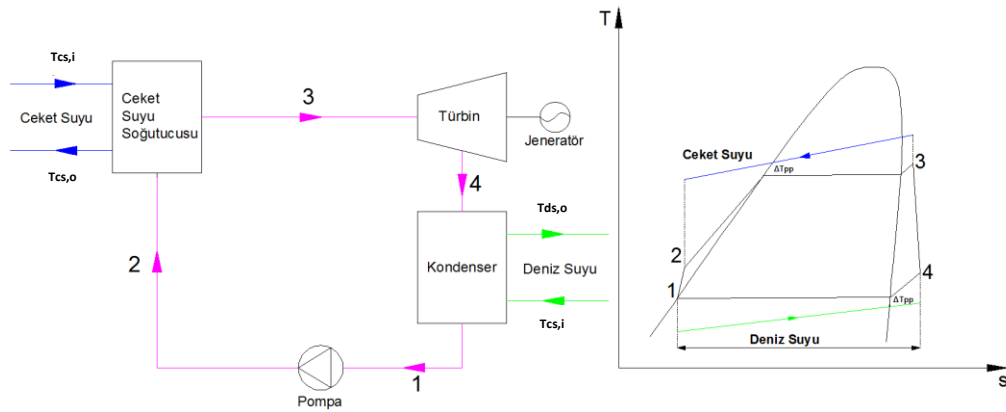 Tcs,i
Ceket Suyu
Tcs,o
Ceket
Suyu
Soğutucusu
3
Türbin
Jeneratör
4
2
Kondenser
Tds,o
Deniz Suyu
Tcs,i
1
Pompa
T
Ceket Suyu
ΔTpp
3
2
1
4
ΔTpp
Deniz Suyu
s